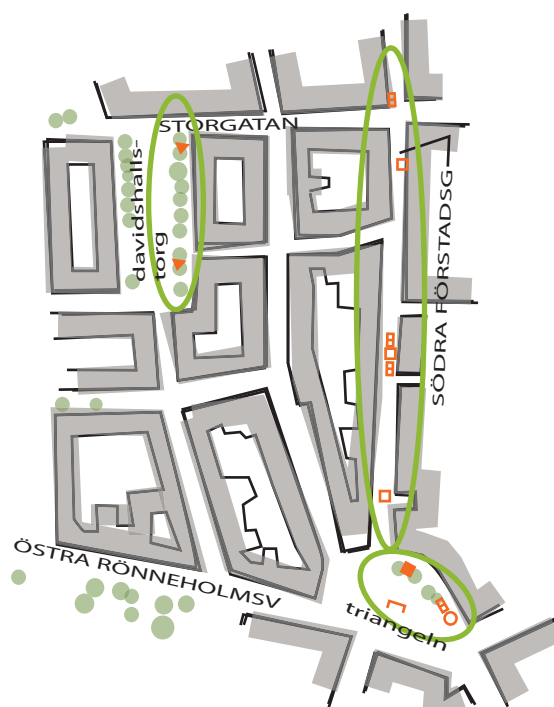 STORGATAN
davidshalls-
torg
SÖDRA FÖRSTADSG
ÖSTRA RÖNNEHOLMSV
triangeln